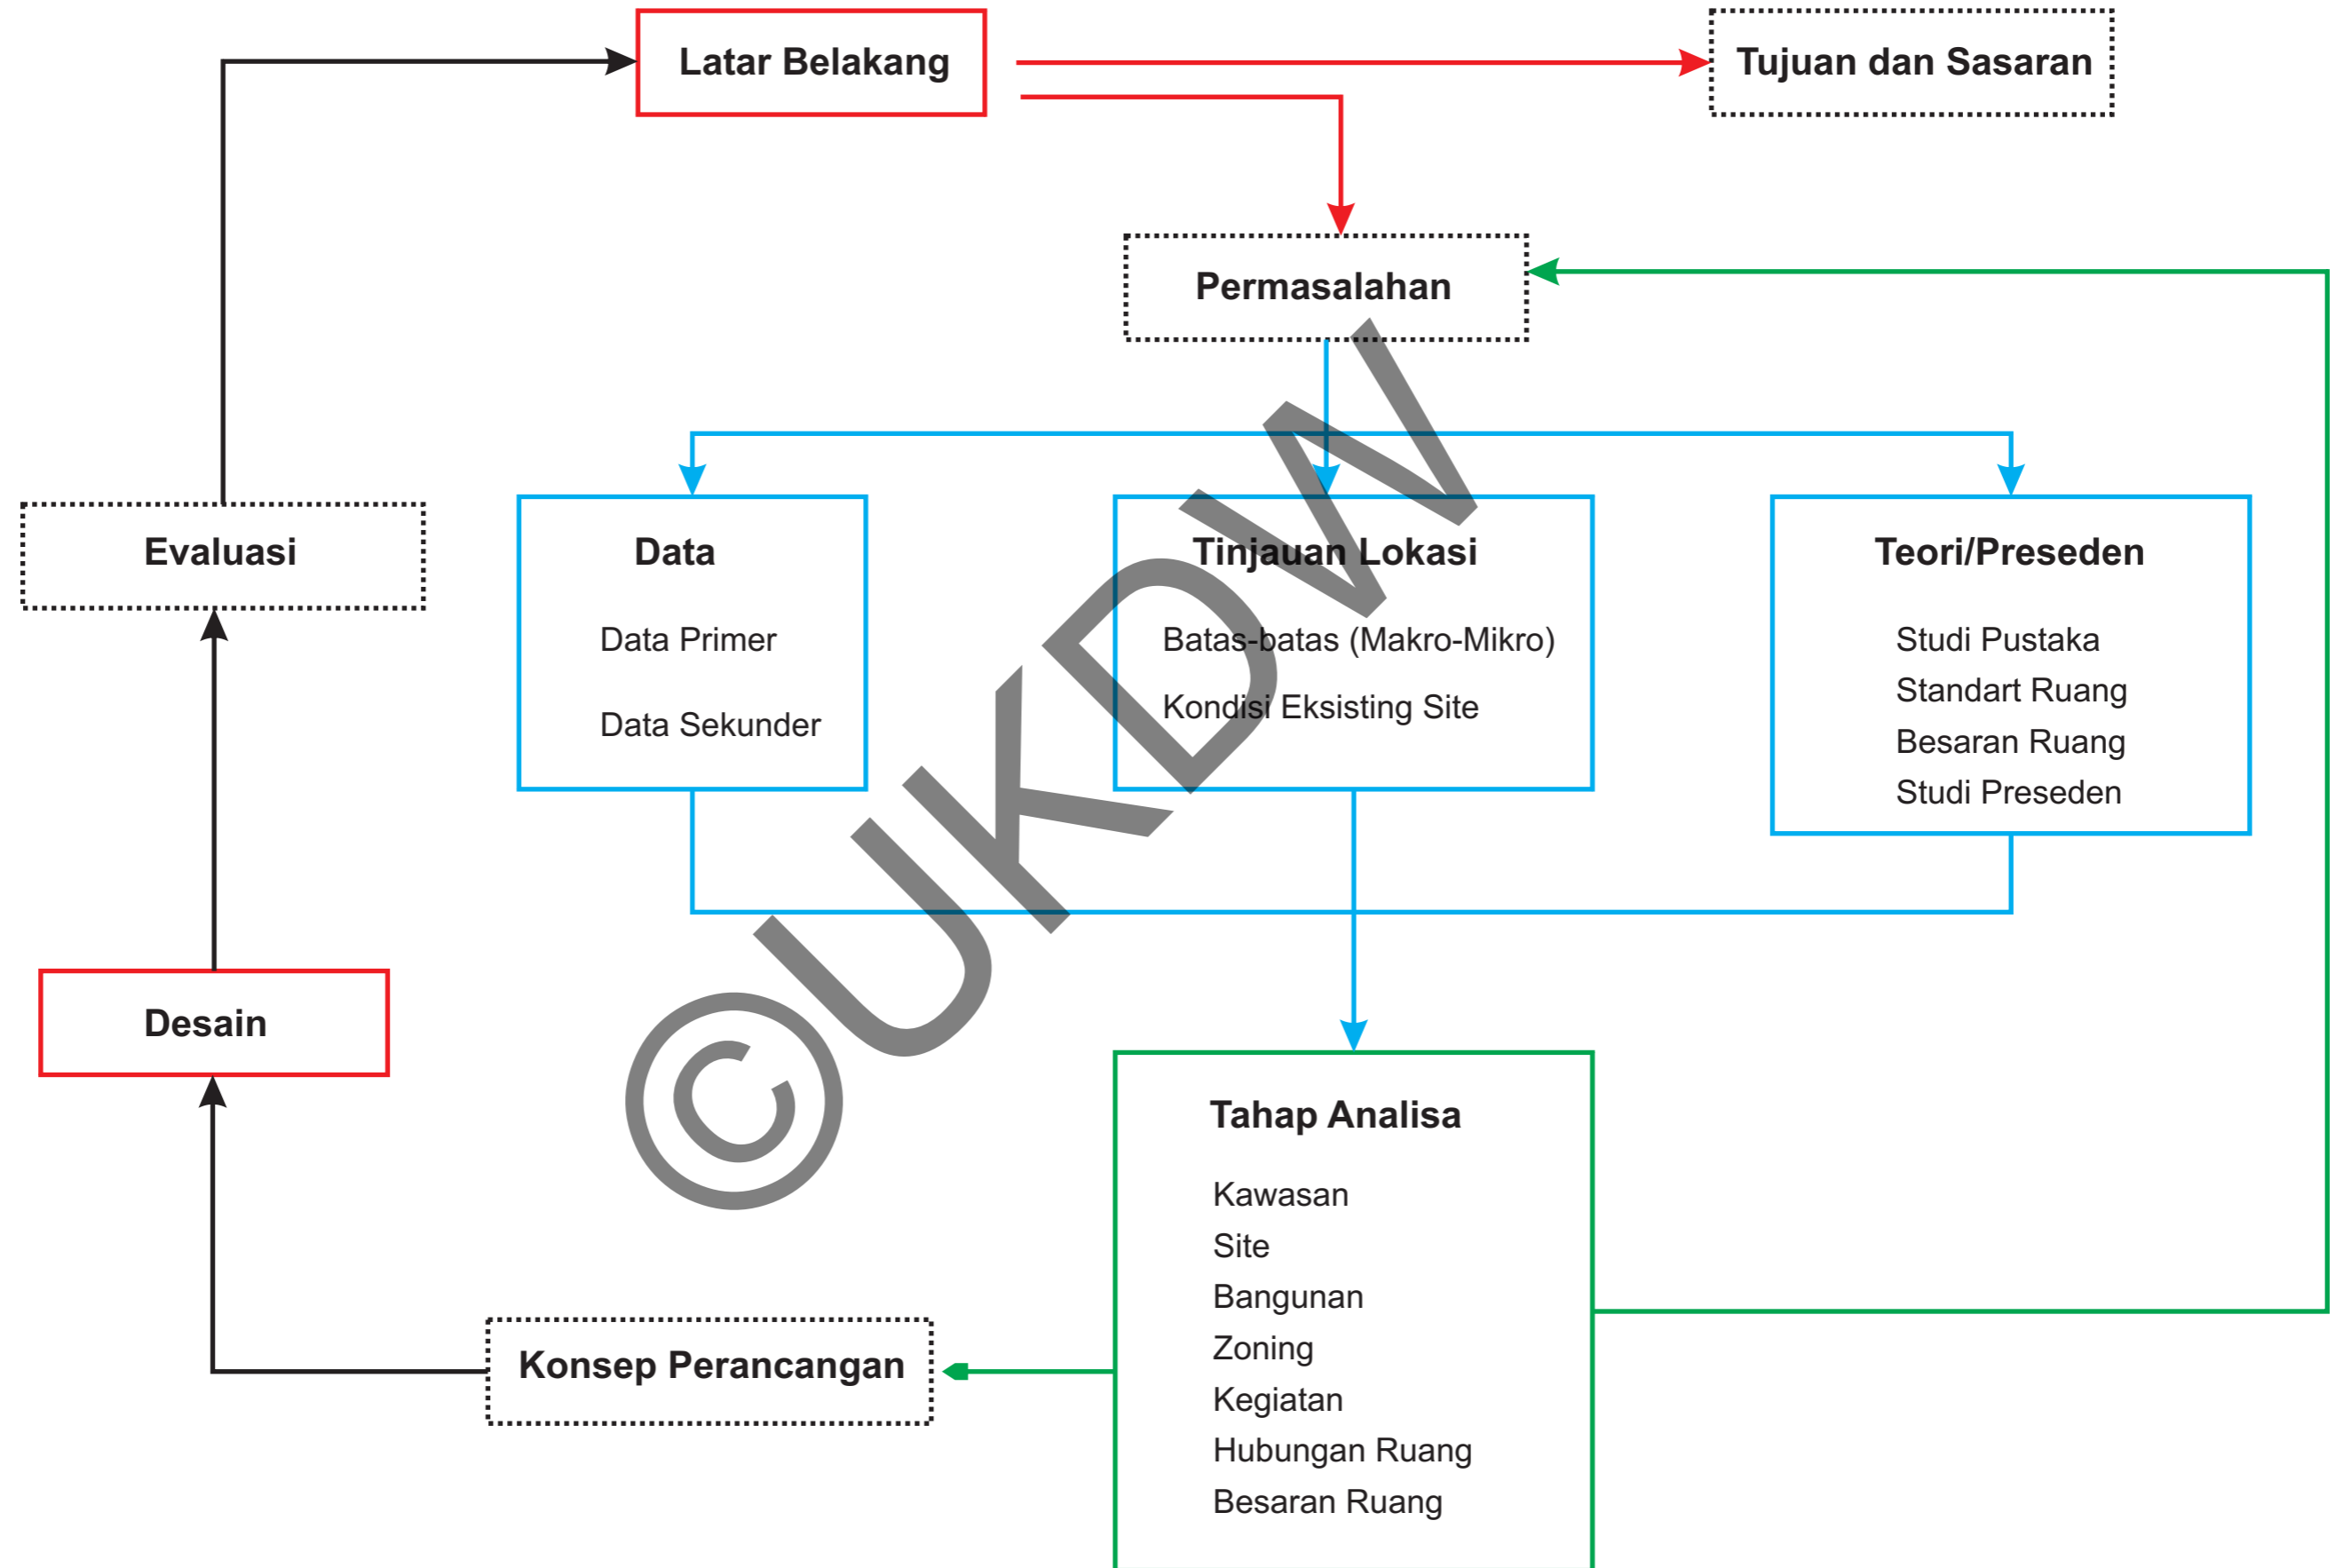 Latar Belakang
Tujuan dan Sasaran
Permasalahan
Evaluasi
Data
Data Primer
Data Sekunder
Tinjauan Lokasi
Batas-batas (Makro-Mikro)
Kondisi Eksisting Site
Teori/Preseden
Studi Pustaka
Standart Ruang
Besaran Ruang
Studi Preseden
Desain
Tahap Analisa
Kawasan
Site
Bangunan
Zoning
Kegiatan
Hubungan Ruang
Besaran Ruang
Konsep Perancangan
©UKDW